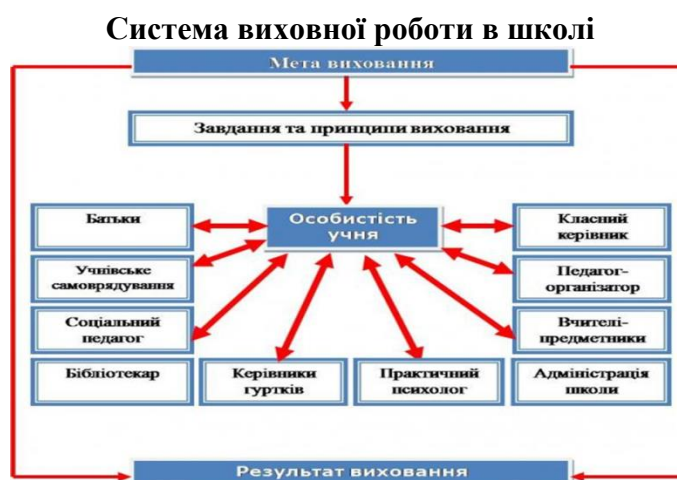 Система виховної роботи в школі
Мета виховання
Завдання та принципи виховання
Батьки
Особистість
учня
Класний
керівник
Учнівське
самоврядування
Педагог-
організатор
Соціальний
педагог
Вчителі-
предметники
Бібліотекар
Керівники
гуртків
Практичний
психолог
Адміністрація
школи
Результат виховання